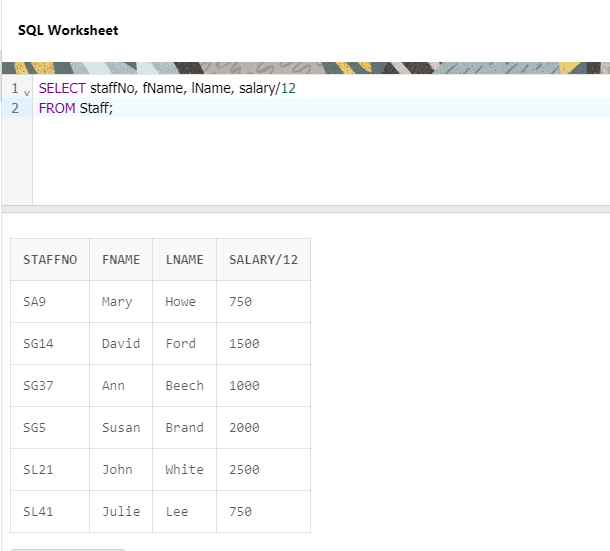 SQL Worksheet
1 SELECT staffNo, fName, lName, salary/12
2 FROM Staff;
STAFFNO FNAME LNAME SALARY/12
SA9 Mary Howe 750
SG14 David Ford 1500
SG37 Ann Beech 1000
SG5 Susan Brand 2000
SL21 John White 2500
SL41 Julie Lee 750